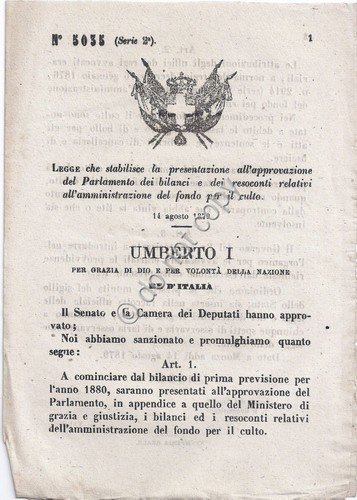 N° 5035 (Serie 2ª). 1
LEGGE che stabilisce la presentazione all'approvazione
del Parlamento dei bilanci e dei resoconti relativi
all'amministrazione del fondo per il culto.
14 agosto 1879
UMBERTO I
PER GRAZIA DI DIO E PER VOLONTÀ DELLA NAZIONE
RE D'ITALIA
Il Senato e la Camera dei Deputati hanno appro-
vato;
Noi abbiamo sanzionato e promulghiamo quanto
segue:
Art. 1.
A cominciare dal bilancio di prima previsione per
l'anno 1880, saranno presentati all'approvazione del
Parlamento, in appendice a quello del Ministero di
grazia e giustizia, i bilanci ed i resoconti relativi
dell'amministrazione del fondo per il culto.